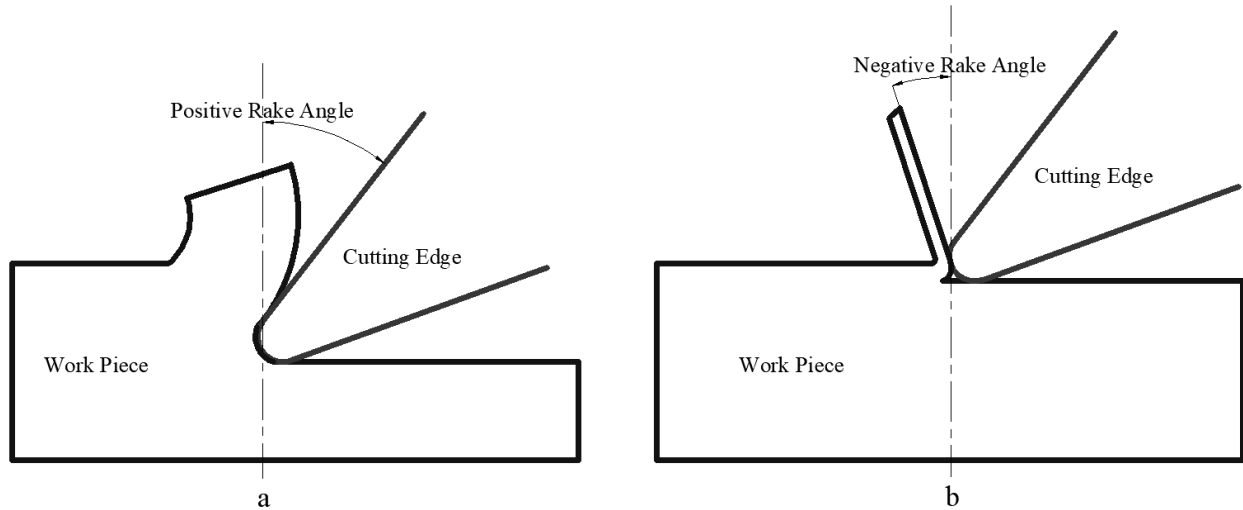 Positive Rake Angle
Cutting Edge
Work Piece
a
Negative Rake Angle
Cutting Edge
Work Piece
b